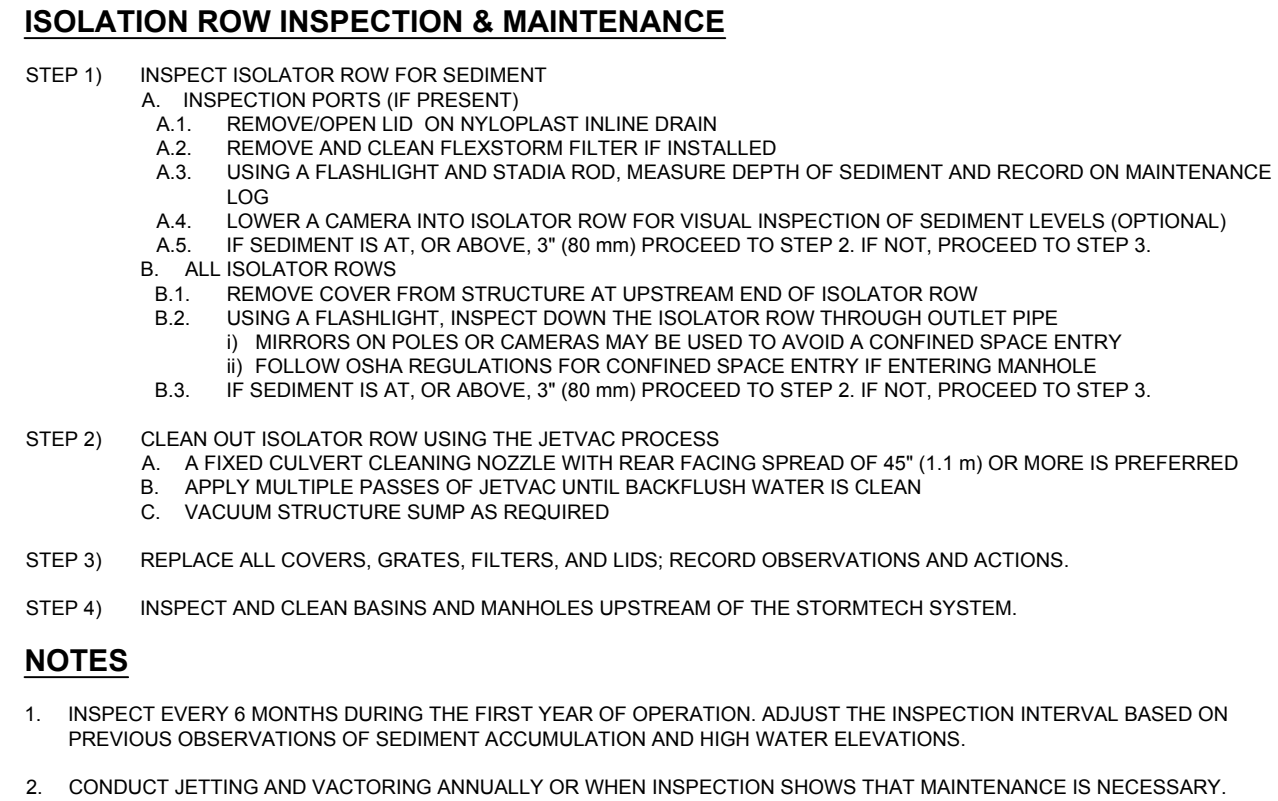 ISOLATION ROW INSPECTION & MAINTENANCE
STEP 1) INSPECT ISOLATOR ROW FOR SEDIMENT
A. INSPECTION PORTS (IF PRESENT)
A.1. REMOVE/OPEN LID ON NYLOPLAST INLINE DRAIN
A.2. REMOVE AND CLEAN FLEXSTORM FILTER IF INSTALLED
A.3. USING A FLASHLIGHT AND STADIA ROD, MEASURE DEPTH OF SEDIMENT AND RECORD ON MAINTENANCE
LOG
A.4. LOWER A CAMERA INTO ISOLATOR ROW FOR VISUAL INSPECTION OF SEDIMENT LEVELS (OPTIONAL)
A.5. IF SEDIMENT IS AT, OR ABOVE, 3" (80 mm) PROCEED TO STEP 2. IF NOT, PROCEED TO STEP 3.
B. ALL ISOLATOR ROWS
B.1. REMOVE COVER FROM STRUCTURE AT UPSTREAM END OF ISOLATOR ROW
B.2. USING A FLASHLIGHT, INSPECT DOWN THE ISOLATOR ROW THROUGH OUTLET PIPE
i) MIRRORS ON POLES OR CAMERAS MAY BE USED TO AVOID A CONFINED SPACE ENTRY
ii) FOLLOW OSHA REGULATIONS FOR CONFINED SPACE ENTRY IF ENTERING MANHOLE
B.3. IF SEDIMENT IS AT, OR ABOVE, 3" (80 mm) PROCEED TO STEP 2. IF NOT, PROCEED TO STEP 3.
STEP 2) CLEAN OUT ISOLATOR ROW USING THE JETVAC PROCESS
A. A FIXED CULVERT CLEANING NOZZLE WITH REAR FACING SPREAD OF 45" (1.1 m) OR MORE IS PREFERRED
B. APPLY MULTIPLE PASSES OF JETVAC UNTIL BACKFLUSH WATER IS CLEAN
C. VACUUM STRUCTURE SUMP AS REQUIRED
STEP 3) REPLACE ALL COVERS, GRATES, FILTERS, AND LIDS; RECORD OBSERVATIONS AND ACTIONS.
STEP 4) INSPECT AND CLEAN BASINS AND MANHOLES UPSTREAM OF THE STORMTECH SYSTEM.
NOTES
1. INSPECT EVERY 6 MONTHS DURING THE FIRST YEAR OF OPERATION. ADJUST THE INSPECTION INTERVAL BASED ON
PREVIOUS OBSERVATIONS OF SEDIMENT ACCUMULATION AND HIGH WATER ELEVATIONS.
2. CONDUCT JETTING AND VACTORING ANNUALLY OR WHEN INSPECTION SHOWS THAT MAINTENANCE IS NECESSARY.